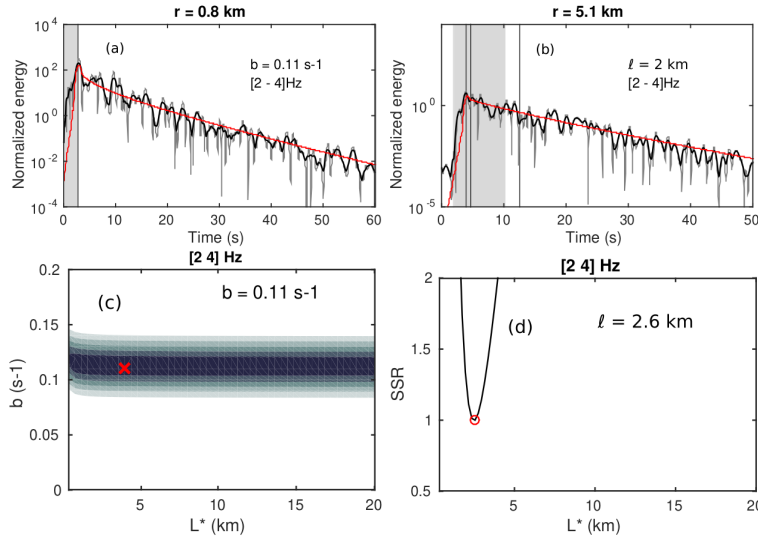 r = 0.8 km
(a)
b = 0.11 s-1
[2 - 4]Hz
Normalized energy
10^4
10^2
10^0
10^-2
10^-4
0 10 20 30 40 50 60
Time (s)
r = 5.1 km
(b)
ℓ = 2 km
[2 - 4]Hz
Normalized energy
10^0
10^-5
0 10 20 30 40 50
Time (s)
[2 4] Hz
(c)
b = 0.11 s-1
b (s-1)
0.2
0.15
0.1
0.05
0
5 10 15 20
L* (km)
[2 4] Hz
(d)
ℓ = 2.6 km
SSR
2
1.5
1
0.5
5 10 15 20
L* (km)